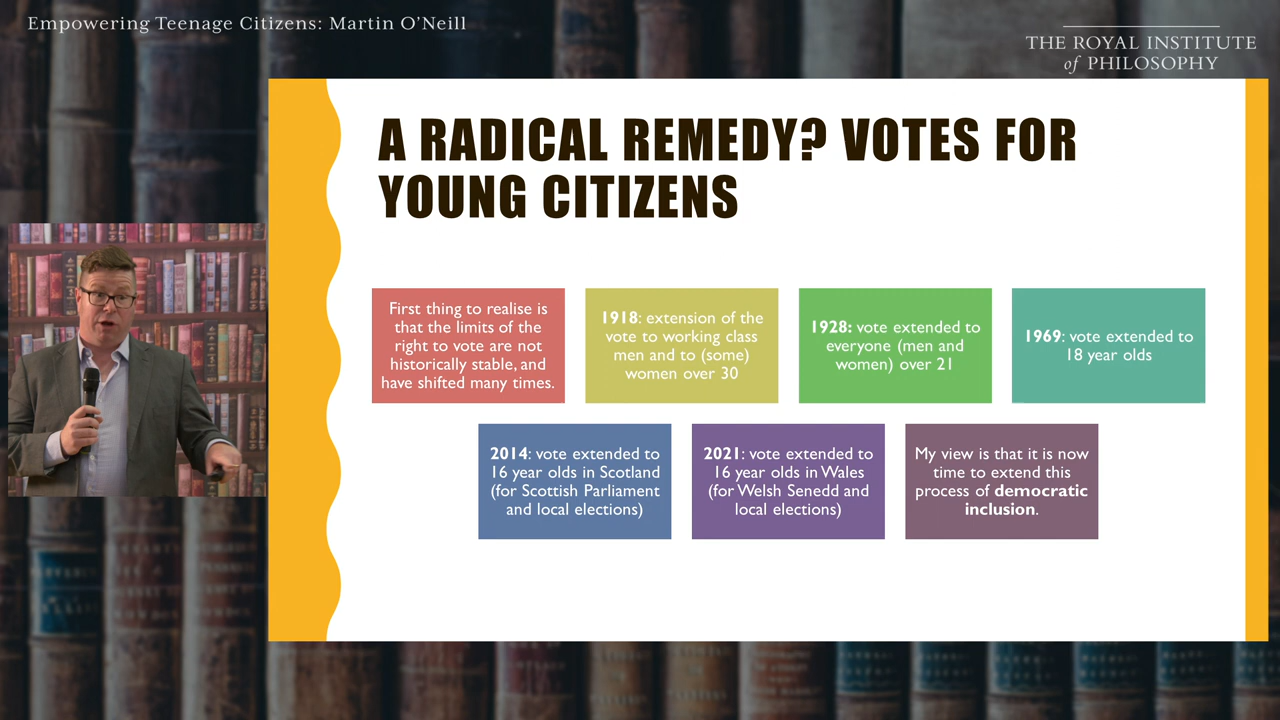 Empowering Teenage Citizens: Martin O'Neill
THE ROYAL INSTITUTE
of PHILOSOPHY
A RADICAL REMEDY? VOTES FOR
YOUNG CITIZENS
First thing to realise is
that the limits of the
right to vote are not
historically stable, and
have shifted many times.
1918: extension of the
vote to working class
men and to (some)
women over 30
1928: vote extended to
everyone (men and
women) over 21
1969: vote extended to
18 year olds
2014: vote extended to
16 year olds in Scotland
(for Scottish Parliament
and local elections)
2021: vote extended to
16 year olds in Wales
(for Welsh Senedd and
local elections)
My view is that it is now
time to extend this
process of democratic
inclusion.